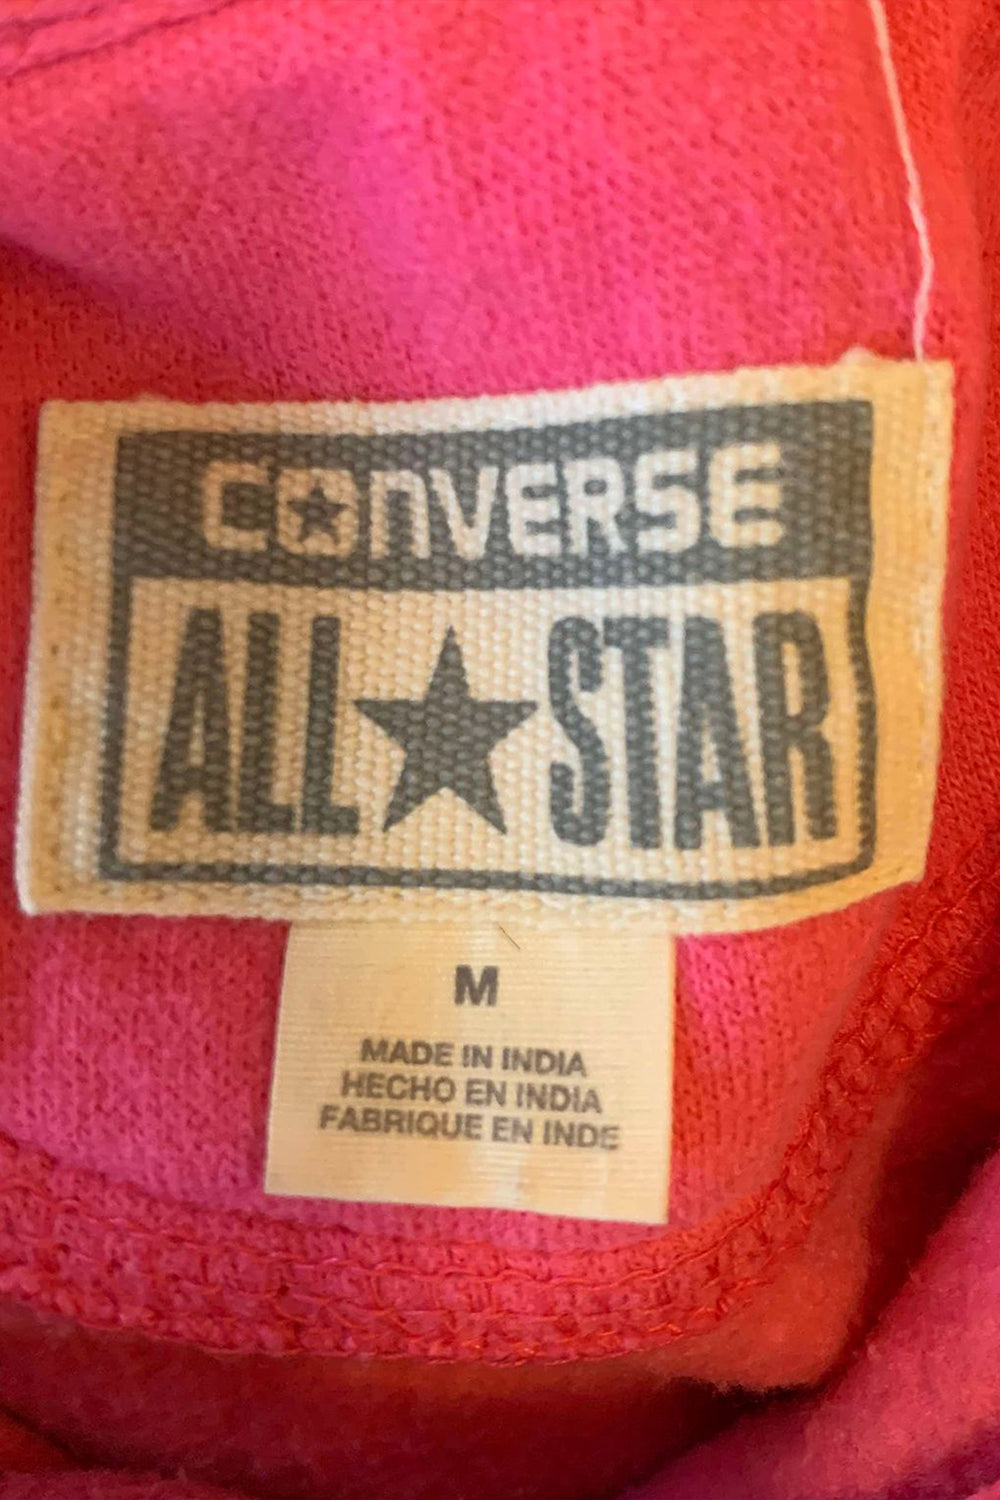 CONVERSE
ALL★STAR
M
MADE IN INDIA
HECHO EN INDIA
FABRIQUE EN INDE